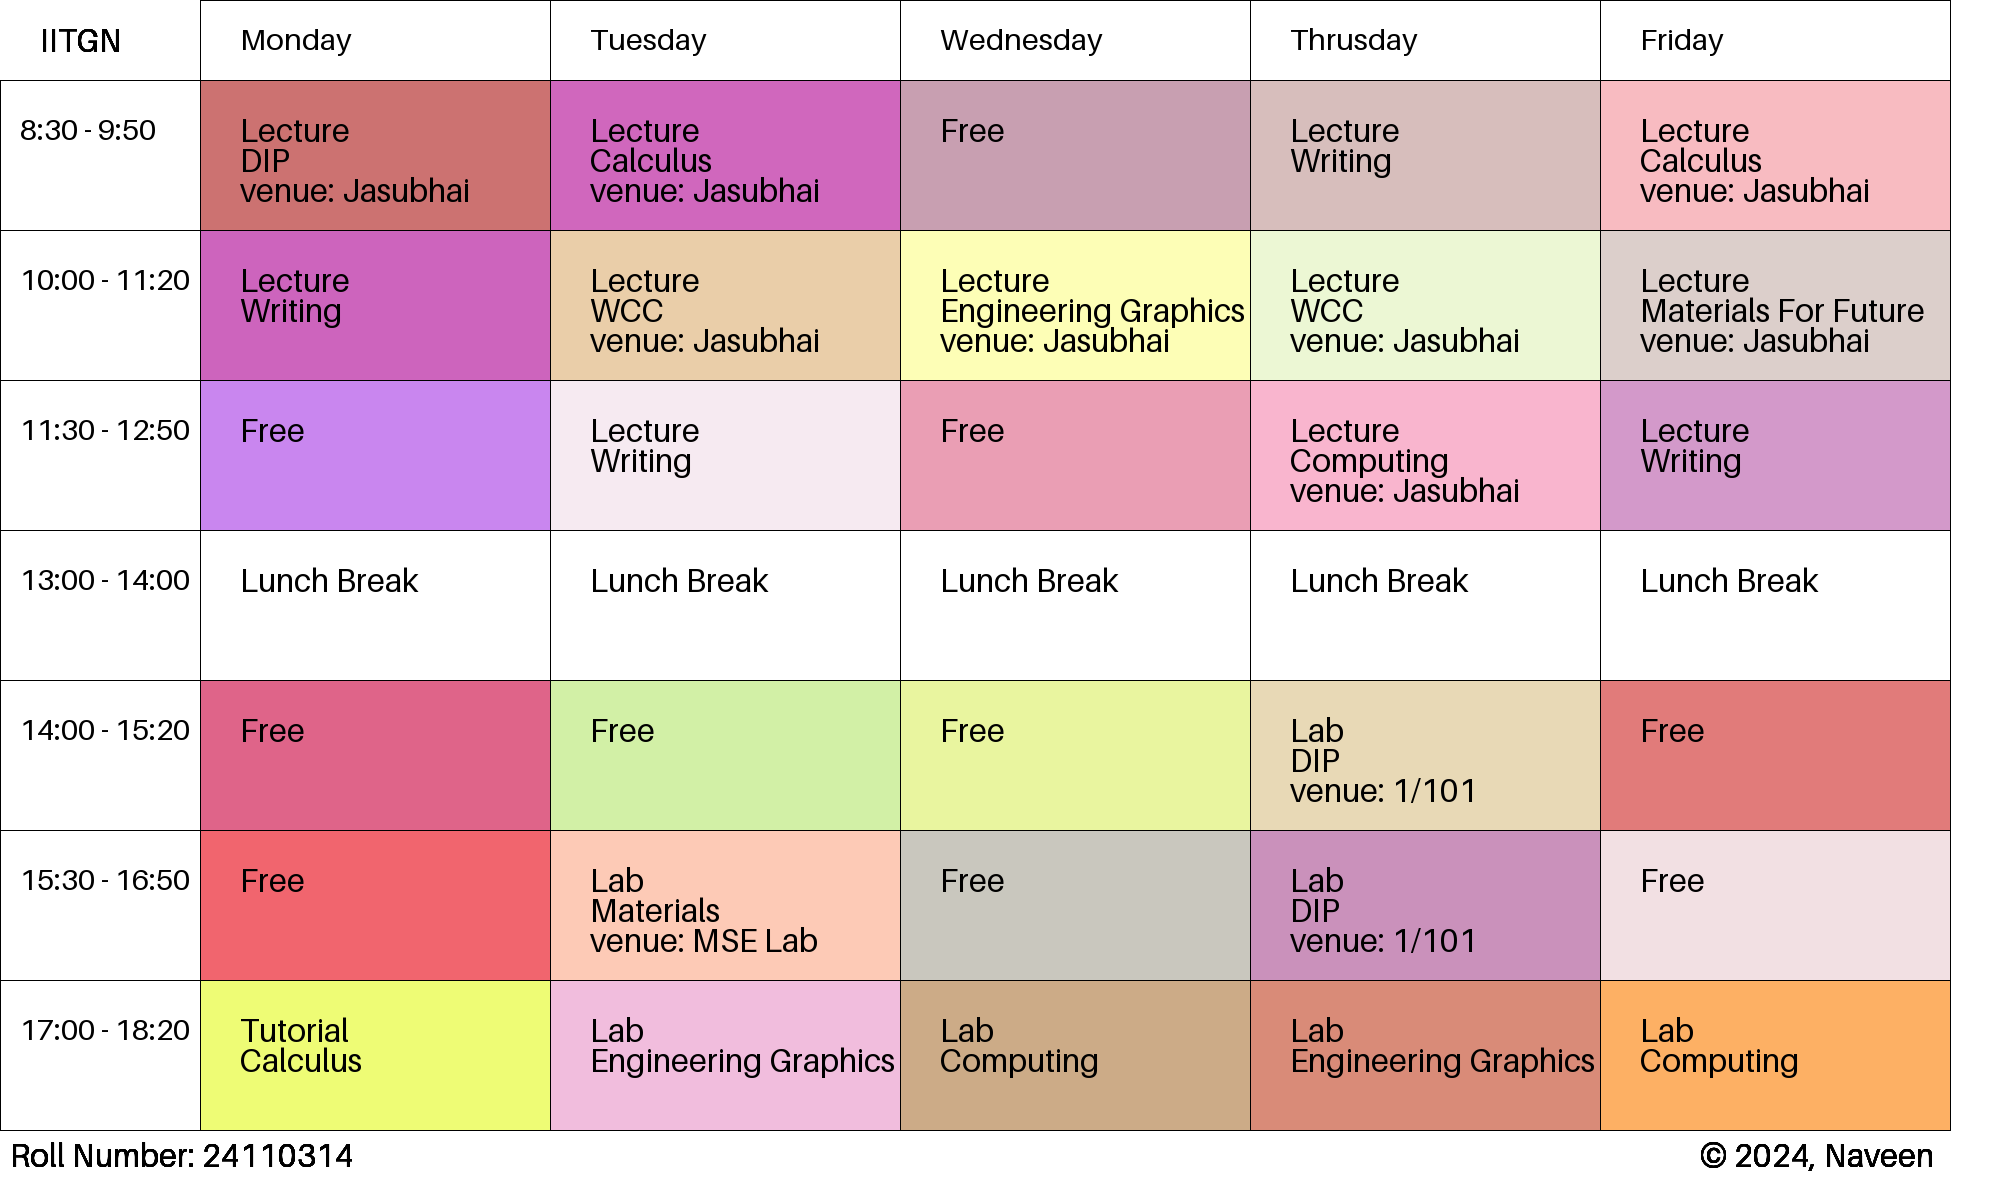 IITGN Monday Tuesday Wednesday Thrusday Friday
8:30 - 9:50
Lecture
DIP
venue: Jasubhai
Lecture
Calculus
venue: Jasubhai
Free
Lecture
Writing
Lecture
Calculus
venue: Jasubhai
10:00 - 11:20
Lecture
Writing
Lecture
WCC
venue: Jasubhai
Lecture
Engineering Graphics
venue: Jasubhai
Lecture
WCC
venue: Jasubhai
Lecture
Materials For Future
venue: Jasubhai
11:30 - 12:50
Free
Lecture
Writing
Free
Lecture
Computing
venue: Jasubhai
Lecture
Writing
13:00 - 14:00
Lunch Break
Lunch Break
Lunch Break
Lunch Break
Lunch Break
14:00 - 15:20
Free
Free
Free
Lab
DIP
venue: 1/101
Free
15:30 - 16:50
Free
Lab
Materials
venue: MSE Lab
Free
Lab
DIP
venue: 1/101
Free
17:00 - 18:20
Tutorial
Calculus
Lab
Engineering Graphics
Lab
Computing
Lab
Engineering Graphics
Lab
Computing
Roll Number: 24110314
© 2024, Naveen